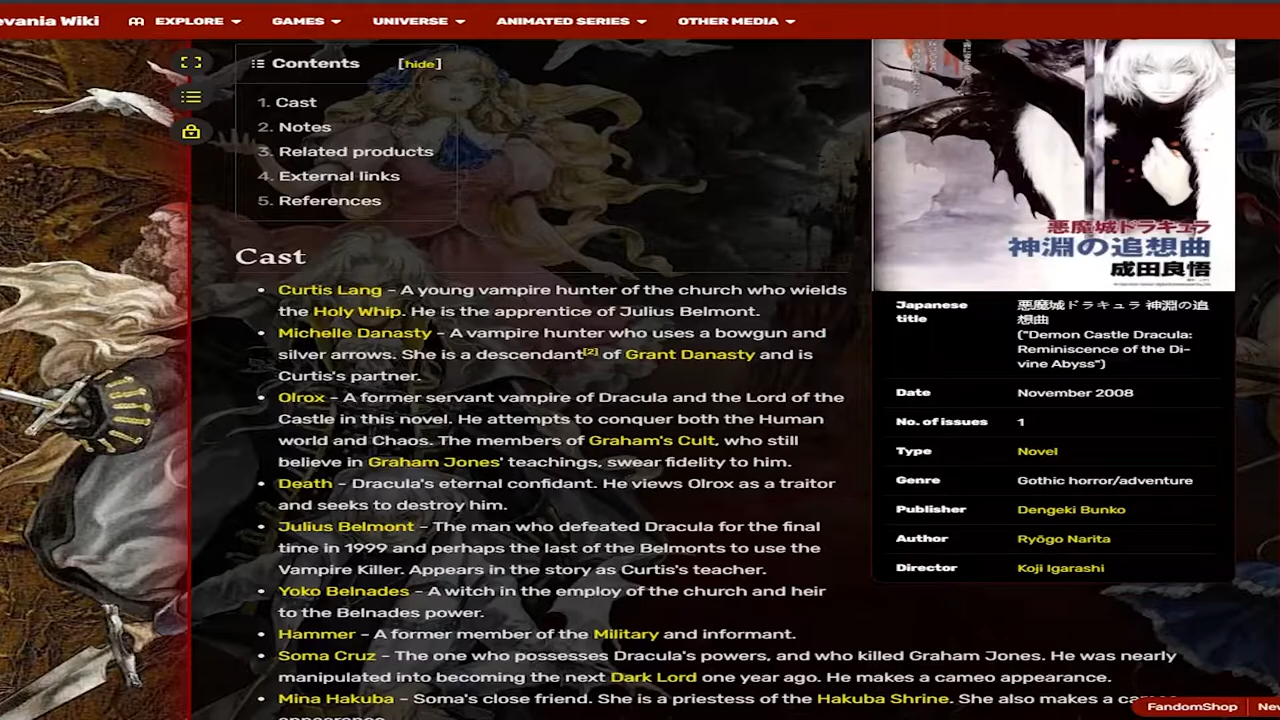 evania Wiki EXPLORE GAMES UNIVERSE ANIMATED SERIES OTHER MEDIA
Contents [hide]
1. Cast
2. Notes
3. Related products
4. External links
5. References
Cast
• Curtis Lang - A young vampire hunter of the church who wields
the Holy Whip. He is the apprentice of Julius Belmont.
• Michelle Danasty - A vampire hunter who uses a bowgun and
silver arrows. She is a descendant[2] of Grant Danasty and is
Curtis's partner.
• Olrox - A former servant vampire of Dracula and the Lord of the
Castle in this novel. He attempts to conquer both the Human
world and Chaos. The members of Graham's Cult, who still
believe in Graham Jones' teachings, swear fidelity to him.
• Death - Dracula's eternal confidant. He views Olrox as a traitor
and seeks to destroy him.
• Julius Belmont - The man who defeated Dracula for the final
time in 1999 and perhaps the last of the Belmonts to use the
Vampire Killer. Appears in the story as Curtis's teacher.
• Yoko Belnades - A witch in the employ of the church and heir
to the Belnades power.
• Hammer - A former member of the Military and informant.
• Soma Cruz - The one who possesses Dracula's powers, and who killed Graham Jones. He was nearly
manipulated into becoming the next Dark Lord one year ago. He makes a cameo appearance.
• Mina Hakuba - Soma's close friend. She is a priestess of the Hakuba Shrine. She also makes a
悪魔城ドラキュラ
神淵の追想曲
成田良悟
Japanese title
悪魔城ドラキュラ 神淵の追
想曲
("Demon Castle Dracula:
Reminiscence of the Di-
vine Abyss")
Date November 2008
No. of issues 1
Type Novel
Genre Gothic horror/adventure
Publisher Dengeki Bunko
Author Ryōgo Narita
Director Koji Igarashi
FandomShop